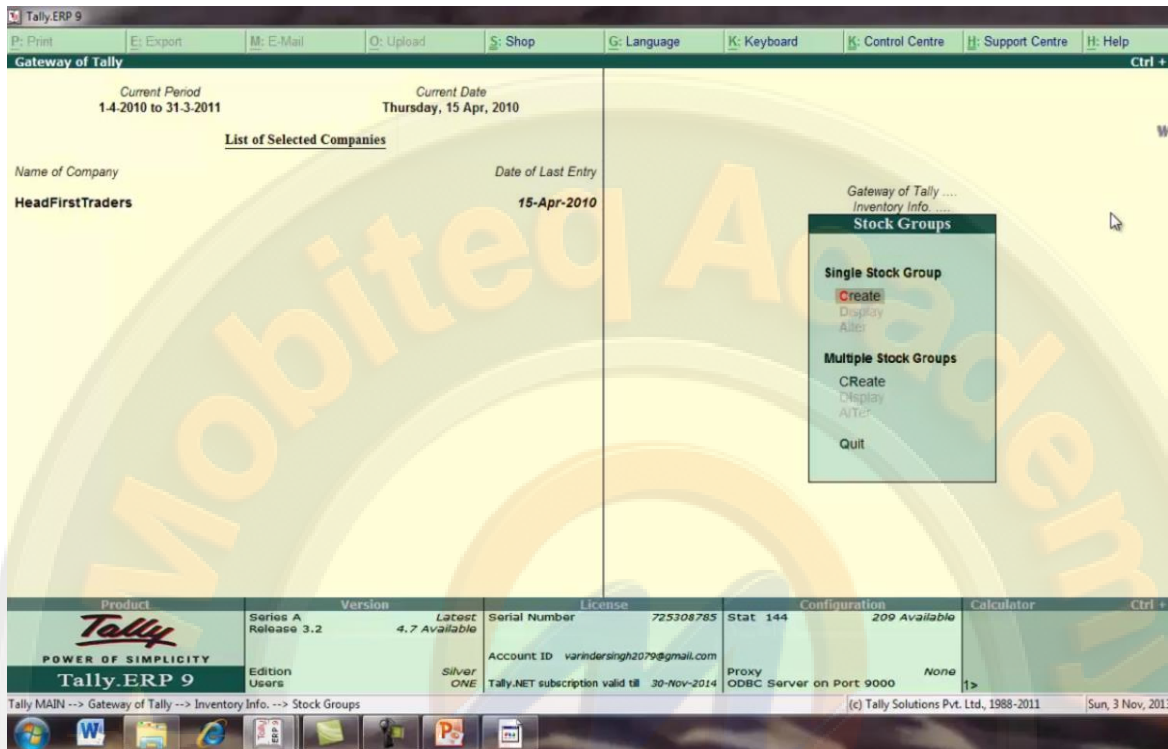 Tally.ERP 9
P: Print E: Export M: E-Mail O: Upload S: Shop G: Language K: Keyboard K: Control Centre H: Support Centre H: Help
Gateway of Tally Ctrl +
Current Period Current Date
1-4-2010 to 31-3-2011 Thursday, 15 Apr, 2010
List of Selected Companies
Name of Company Date of Last Entry
HeadFirstTraders 15-Apr-2010
W
Gateway of Tally ....
Inventory Info. ....
Stock Groups
Single Stock Group
Create
Display
Alter
Multiple Stock Groups
CReate
DIsplay
AlTer
Quit
Mobiteq Academ
Product Version License Configuration Calculator Ctrl +
Tally
POWER OF SIMPLICITY
Tally.ERP 9
Series A Latest
Release 3.2 4.7 Available
Edition Silver
Users ONE
Serial Number 725308785
Account ID varindersingh2079@gmail.com
Tally.NET subscription valid till 30-Nov-2014
Stat 144 209 Available
Proxy None
ODBC Server on Port 9000
1>
Tally MAIN --> Gateway of Tally --> Inventory Info. --> Stock Groups (c) Tally Solutions Pvt. Ltd., 1988-2011 Sun, 3 Nov, 2013